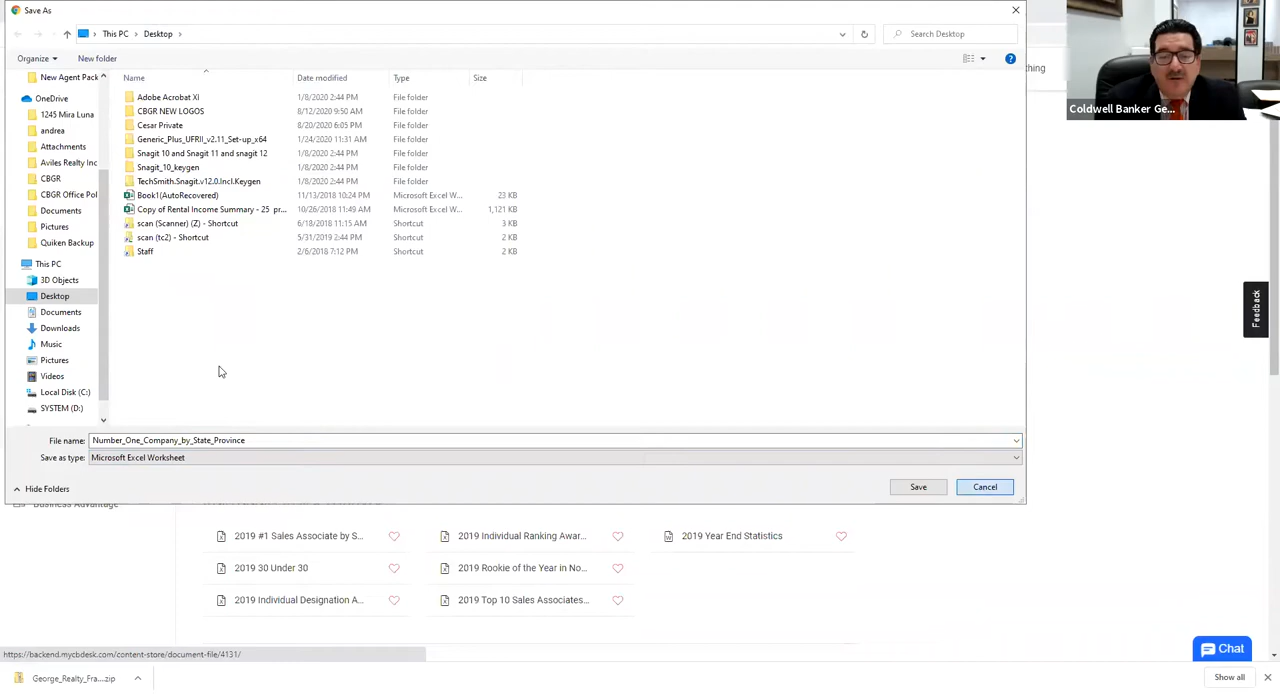 Save As
This PC > Desktop >
Search Desktop
Organize
New folder
Name
Date modified
Type
Size
New Agent Pack
OneDrive
1245 Mira Luna
andrea
Attachments
Aviles Realty Inc
CBGR
CBGR Office Pol
Documents
Pictures
Quiken Backup
This PC
3D Objects
Desktop
Documents
Downloads
Music
Pictures
Videos
Local Disk (C:)
SYSTEM (D:)
Adobe Acrobat XI 1/8/2020 2:44 PM File folder
CBGR NEW LOGOS 8/12/2020 9:50 AM File folder
Cesar Private 8/20/2020 6:05 PM File folder
Generic_Plus_UFRII_v2.11_Set-up_x64 1/24/2020 11:31 AM File folder
Snagit 10 and Snagit 11 and snagit 12 1/8/2020 2:44 PM File folder
Snagit_10_keygen 1/8/2020 2:44 PM File folder
TechSmith.Snagit.v12.0.Incl.Keygen 1/8/2020 2:44 PM File folder
Book1(AutoRecovered) 11/13/2018 10:24 PM Microsoft Excel W... 23 KB
Copy of Rental Income Summary - 25 pr... 10/26/2018 11:49 AM Microsoft Excel W... 1,121 KB
scan (Scanner) (Z) - Shortcut 6/18/2018 11:15 AM Shortcut 3 KB
scan (tc2) - Shortcut 5/31/2019 2:44 PM Shortcut 2 KB
Staff 2/6/2018 7:12 PM Shortcut 2 KB
File name: Number_One_Company_by_State_Province
Save as type: Microsoft Excel Worksheet
Hide Folders
Save
Cancel
thing
Coldwell Banker Ge...
Feedback
Business Advantage
2019 #1 Sales Associate by S...
2019 Individual Ranking Awar...
2019 Year End Statistics
2019 30 Under 30
2019 Rookie of the Year in No...
2019 Individual Designation A...
2019 Top 10 Sales Associates...
Chat
https://backend.mycbdesk.com/content-store/document-file/4131/
George_Realty_Fra....zip
Show all